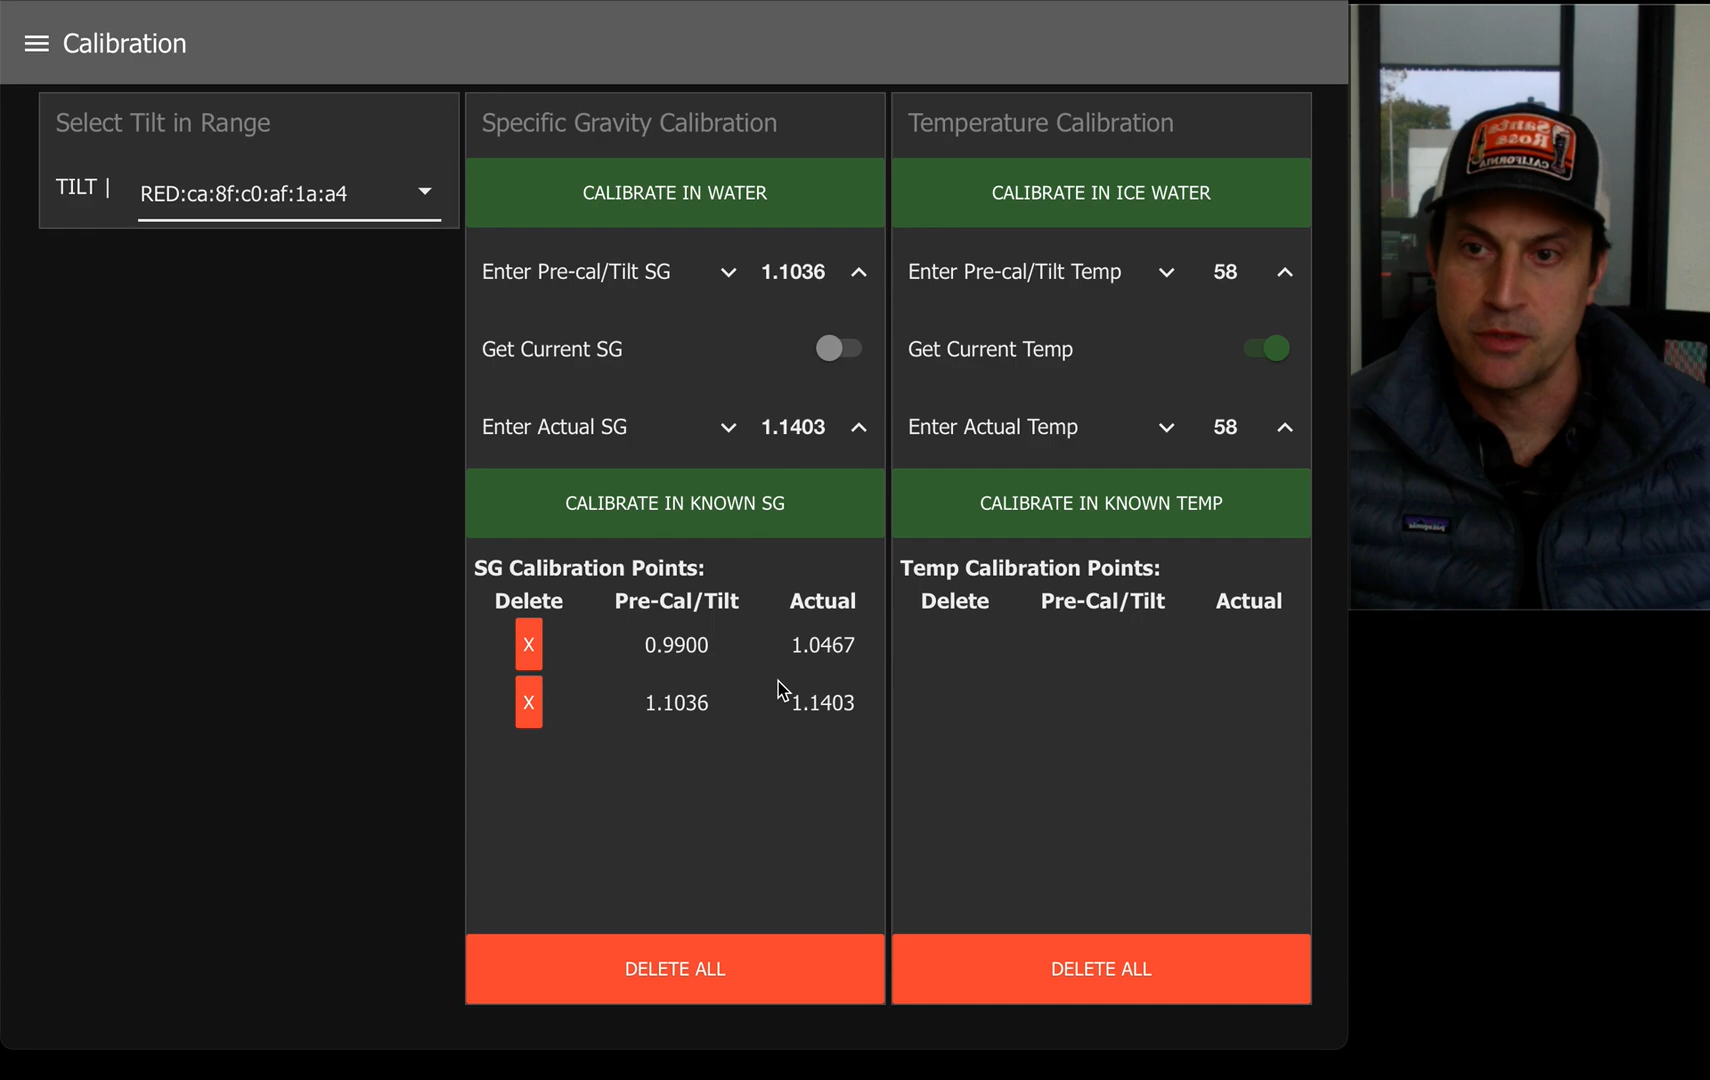 Calibration
Select Tilt in Range
TILT |
RED:ca:8f:c0:af:1a:a4
Specific Gravity Calibration
CALIBRATE IN WATER
Enter Pre-cal/Tilt SG
1.1036
Get Current SG
Enter Actual SG
1.1403
CALIBRATE IN KNOWN SG
SG Calibration Points:
Delete Pre-Cal/Tilt Actual
X 0.9900 1.0467
X 1.1036 1.1403
DELETE ALL
Temperature Calibration
CALIBRATE IN ICE WATER
Enter Pre-cal/Tilt Temp
58
Get Current Temp
Enter Actual Temp
58
CALIBRATE IN KNOWN TEMP
Temp Calibration Points:
Delete Pre-Cal/Tilt Actual
DELETE ALL
Santa
Rosa
CALIFORNIA
patagonia